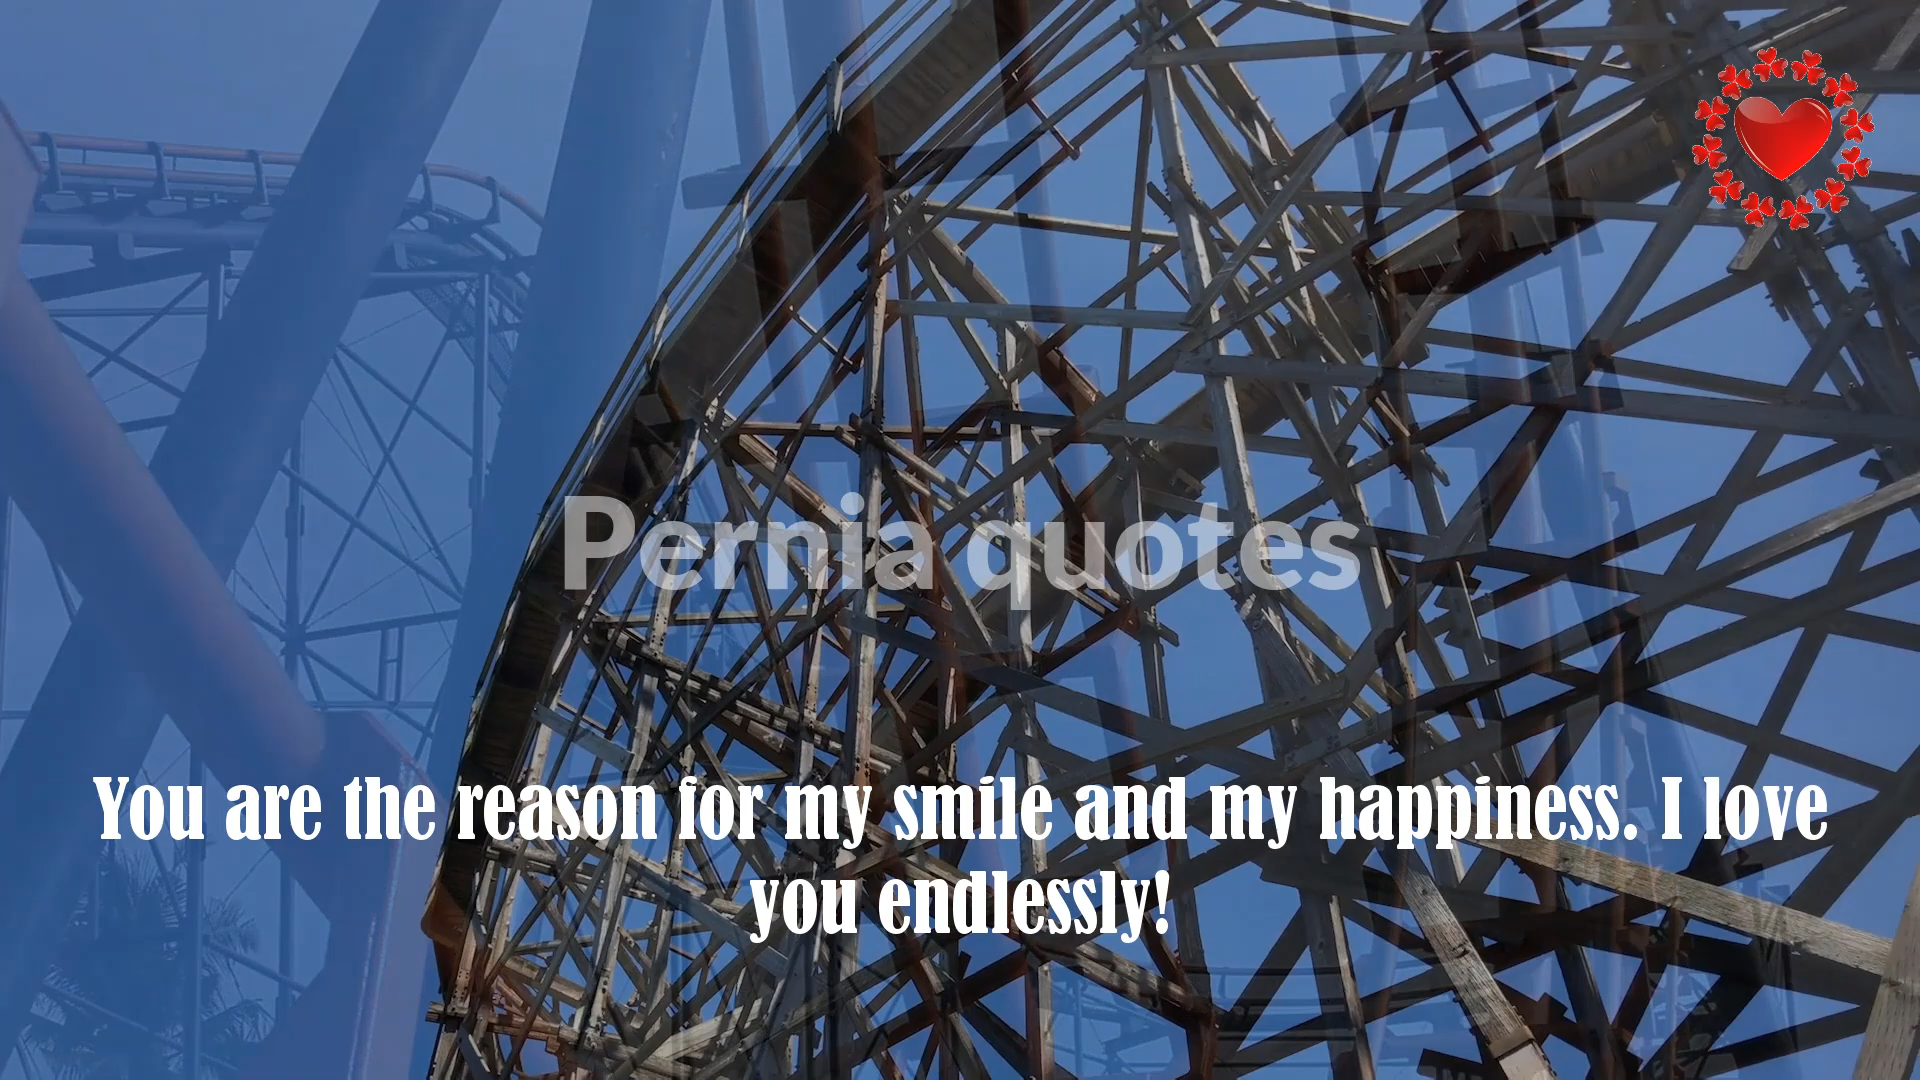 Pernia quotes
You are the reason for my smile and my happiness. I love
you endlessly!